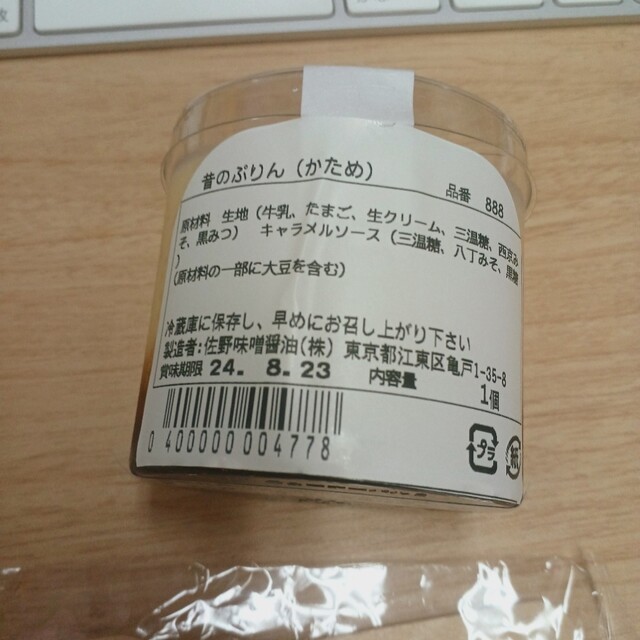 昔のぷりん（かため）
品番 888
原材料 生地（牛乳、たまご、生クリーム、三温糖、西京み
そ、黒みつ） キャラメルソース（三温糖、八丁みそ、黒糖
）
（原材料の一部に大豆を含む）
冷蔵庫に保存し、早めにお召し上がり下さい
製造者:佐野味噌醤油(株) 東京都江東区亀戸1-35-8
賞味期限 24. 8. 23 内容量 1個
0 400000 004778
プラ
紙